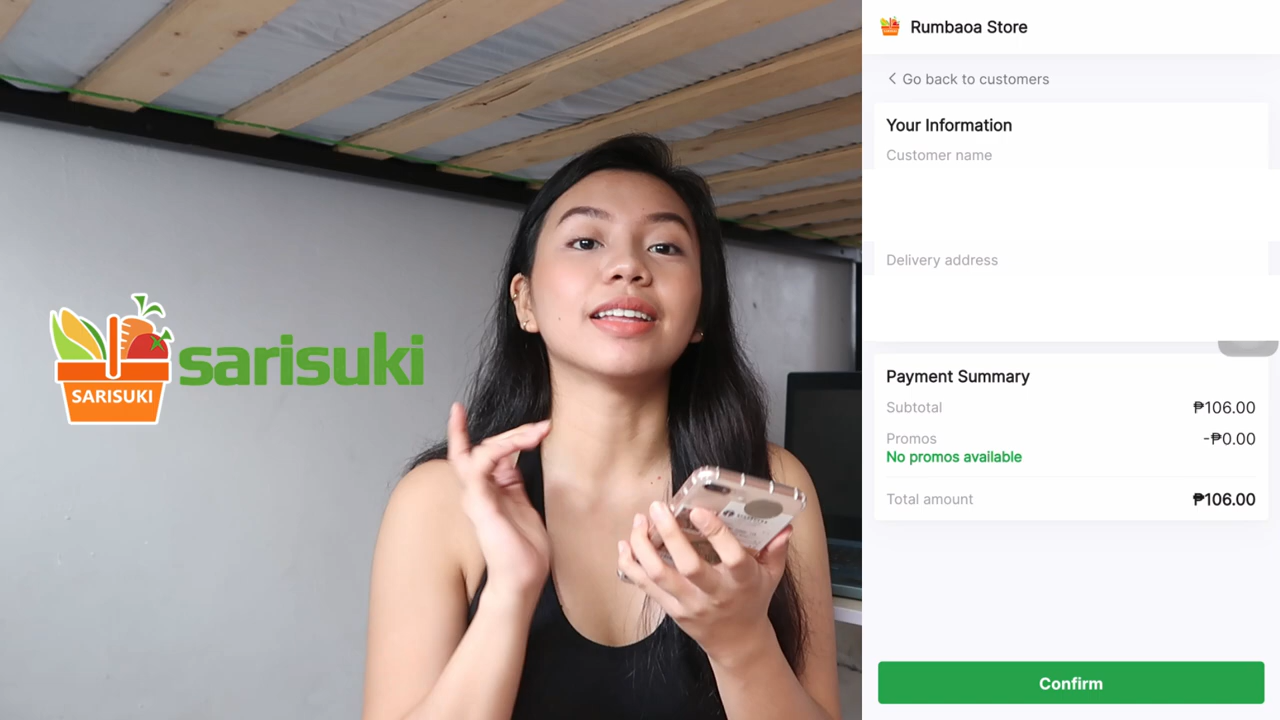 SARISUKI
sarisuki
Rumbaoa Store
Go back to customers
Your Information
Customer name
Delivery address
Payment Summary
Subtotal ₱106.00
Promos -₱0.00
No promos available
Total amount ₱106.00
Confirm